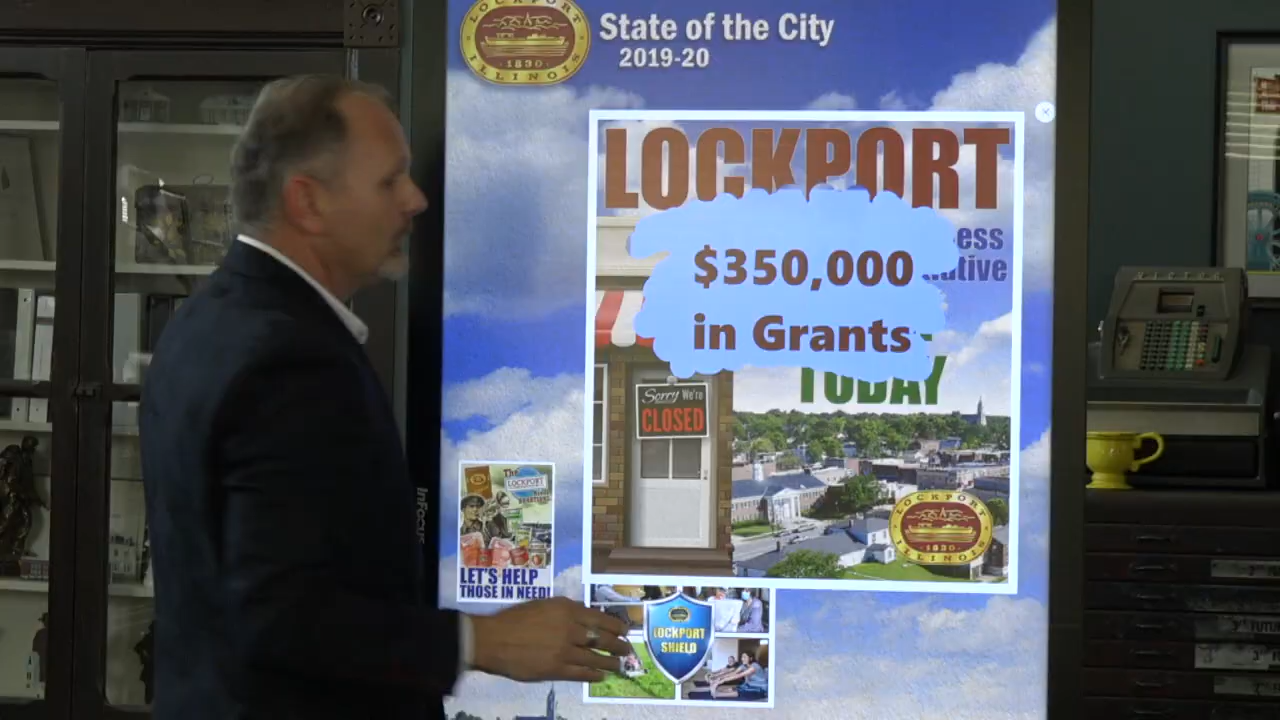 LOCKPORT
1830
ILLINOIS
State of the City
2019-20
LOCKPORT
ess
ative
$350,000
in Grants
TODAY
Sorry We're
CLOSED
LOCKPORT
1830
ILLINOIS
InFocus
The
LOCKPORT
LET'S HELP
THOSE IN NEED!
LOCKPORT
SHIELD